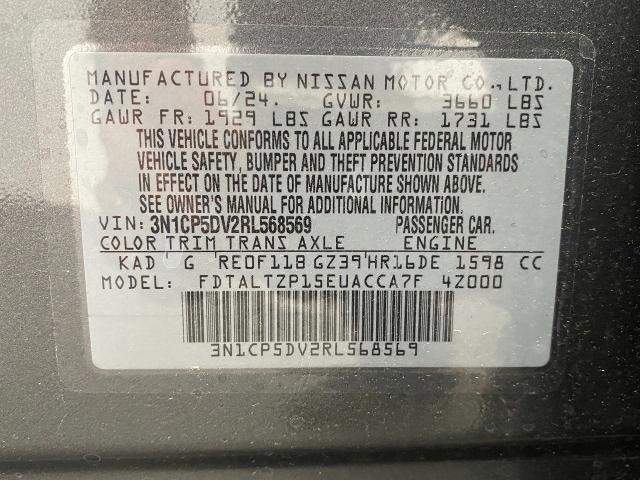 MANUFACTURED BY NISSAN MOTOR CO., LTD.
DATE: 06/24. GVWR: 3660 LBS
GAWR FR: 1929 LBS GAWR RR: 1731 LBS
THIS VEHICLE CONFORMS TO ALL APPLICABLE FEDERAL MOTOR
VEHICLE SAFETY, BUMPER AND THEFT PREVENTION STANDARDS
IN EFFECT ON THE DATE OF MANUFACTURE SHOWN ABOVE.
SEE OWNER'S MANUAL FOR ADDITIONAL INFORMATION.
VIN: 3N1CP5DV2RL568569 PASSENGER CAR.
COLOR TRIM TRANS AXLE ENGINE
KAD G RE0F11B GZ39 HR16DE 1598 CC
MODEL: FDTALTZP15EUACCA7F 4Z000
3N1CP5DV2RL568569